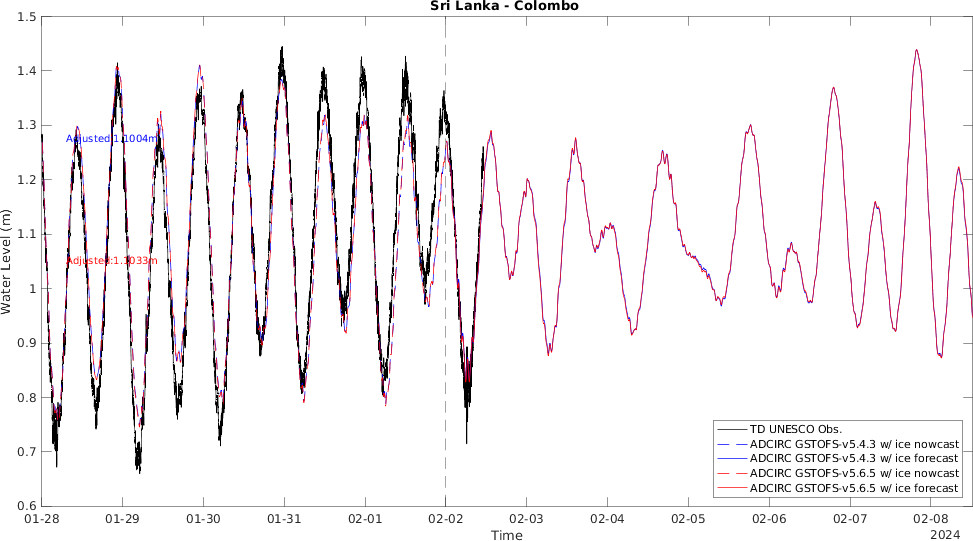 Sri Lanka - Colombo
1.5
1.4
1.3
1.2
1.1
1
0.9
0.8
0.7
0.6
Water Level (m)
Adjusted:1.1004m
Adjusted:1.1033m
TD UNESCO Obs.
ADCIRC GSTOFS-v5.4.3 w/ ice nowcast
ADCIRC GSTOFS-v5.4.3 w/ ice forecast
ADCIRC GSTOFS-v5.6.5 w/ ice nowcast
ADCIRC GSTOFS-v5.6.5 w/ ice forecast
01-28 01-29 01-30 01-31 02-01 02-02 02-03 02-04 02-05 02-06 02-07 02-08
Time
2024